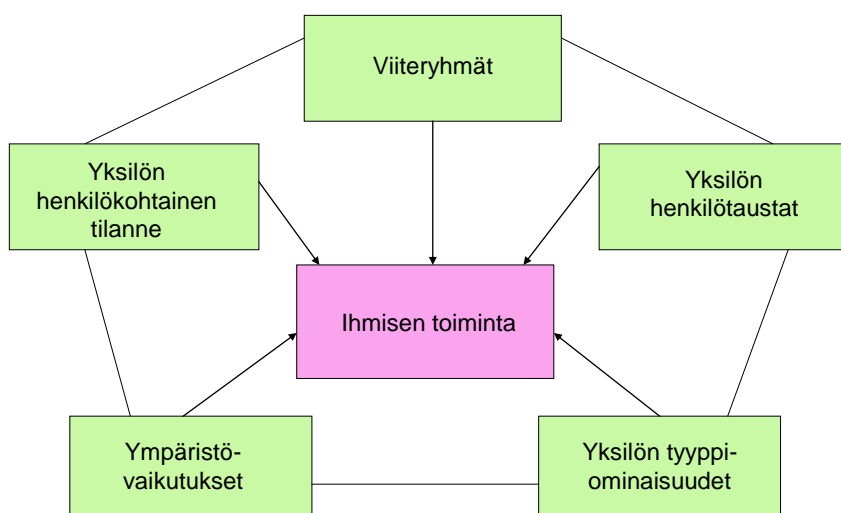 Viiteryhmät
Yksilön
henkilökohtainen
tilanne
Yksilön
henkilötaustat
Ihmisen toiminta
Ympäristö-
vaikutukset
Yksilön tyyppi-
ominaisuudet